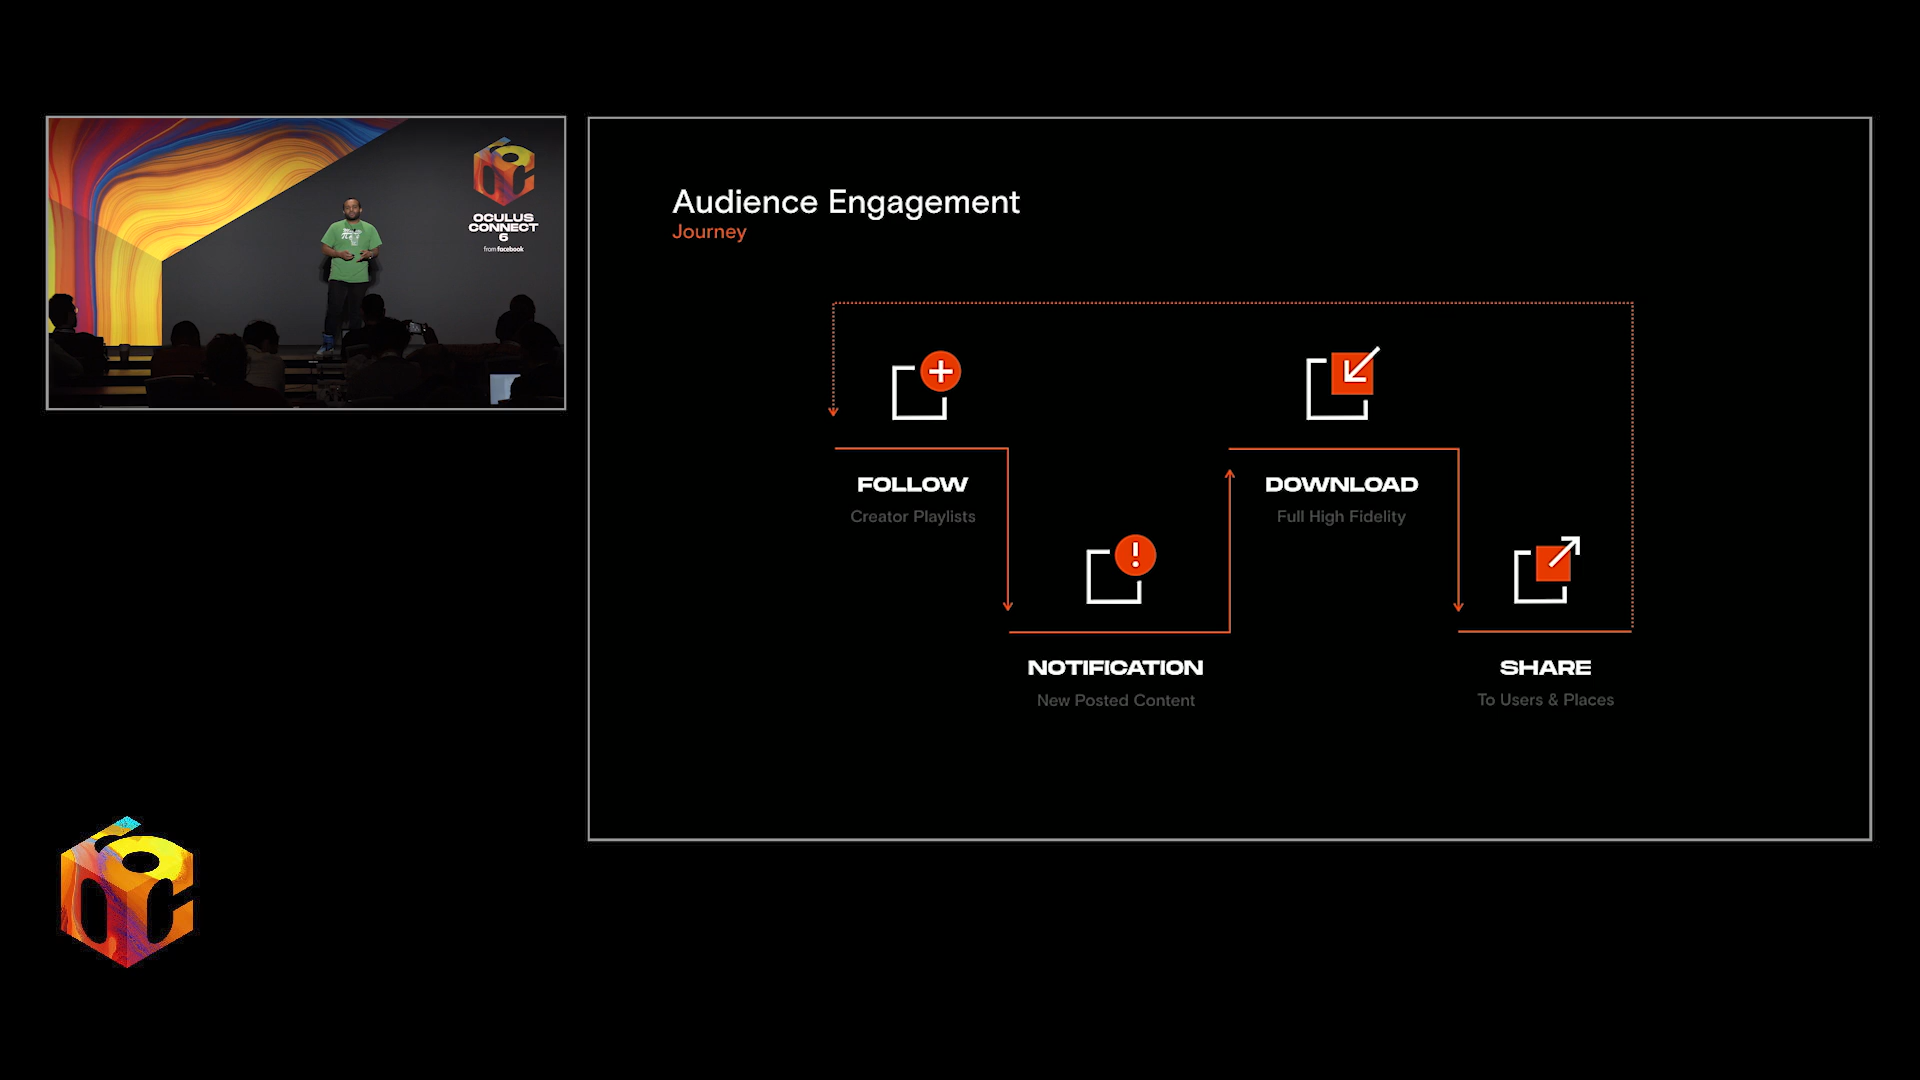 OCULUS
CONNECT
6
from facebook
Audience Engagement
Journey
FOLLOW
Creator Playlists
NOTIFICATION
New Posted Content
DOWNLOAD
Full High Fidelity
SHARE
To Users & Places